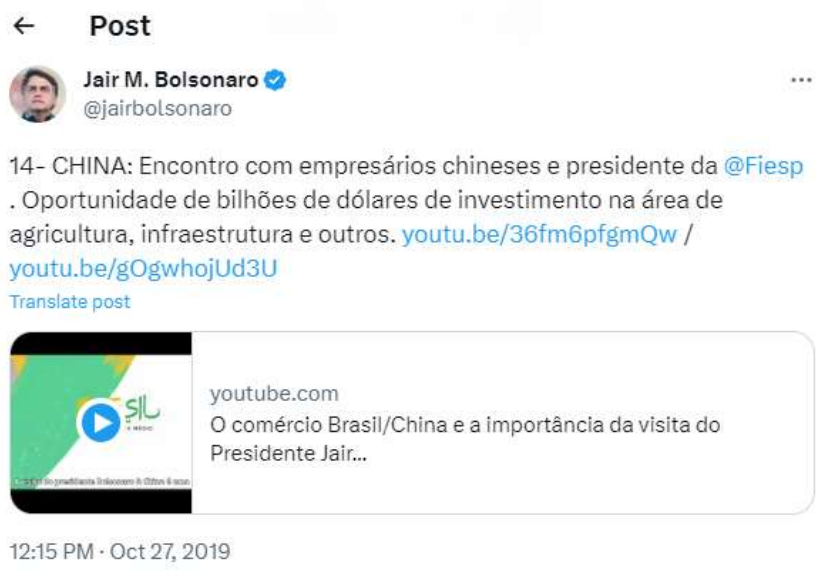 Post
Jair M. Bolsonaro
@jairbolsonaro
14- CHINA: Encontro com empresários chineses e presidente da @Fiesp
. Oportunidade de bilhões de dólares de investimento na área de
agricultura, infraestrutura e outros. youtu.be/36fm6pfgmQw /
youtu.be/gOgwhojUd3U
Translate post
youtube.com
O comércio Brasil/China e a importância da visita do
Presidente Jair...
12:15 PM · Oct 27, 2019